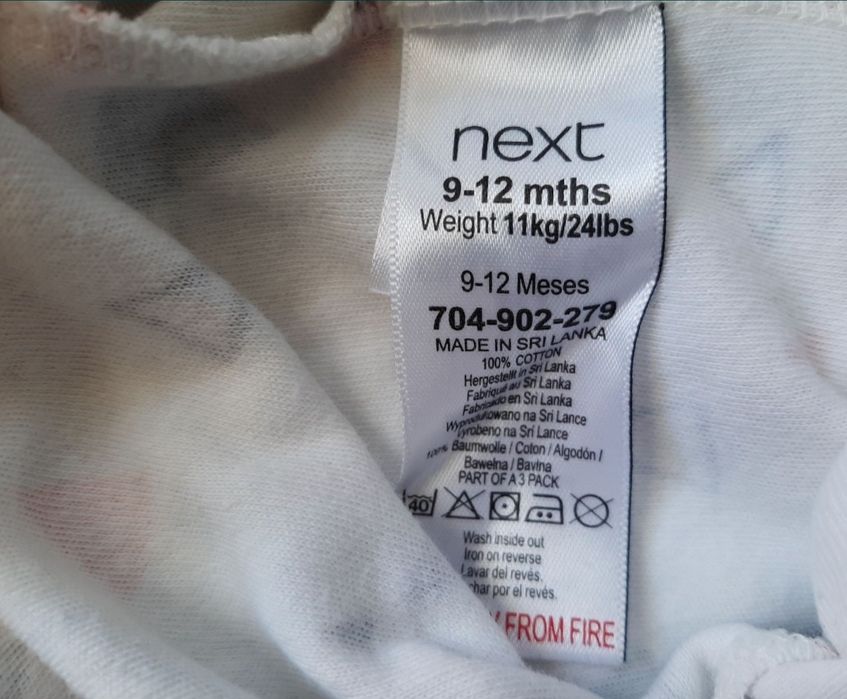 next
9-12 mths
Weight 11kg/24lbs
9-12 Meses
704-902-279
MADE IN SRI LANKA
100% COTTON
Hergestellt in Sri Lanka
Fabriqué au Sri Lanka
Fabricado en Sri Lanka
Wyprodukowano na Sri Lance
Vyrobeno na Sri Lance
100% Baumwolle / Coton / Algodón /
Bawełna / Bavlna
PART OF A 3 PACK
40
Wash inside out
Iron on reverse
Lavar del revés.
por el revés.
FROM FIRE